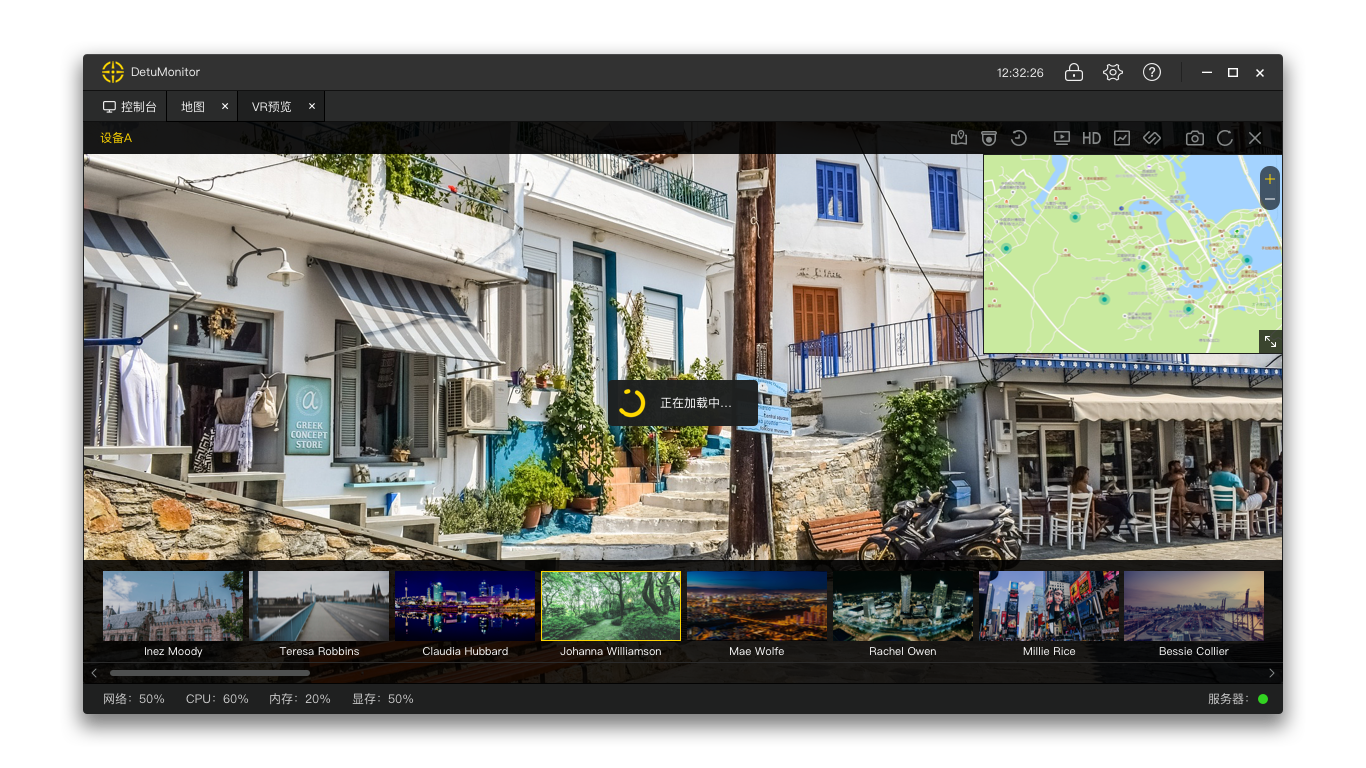 DetuMonitor
12:32:26
控制台
地图
VR预览
设备A
HD
@
GREEK
CONCEPT
STORE
正在加载中...
Inez Moody
Teresa Robbins
Claudia Hubbard
Johanna Williamson
Mae Wolfe
Rachel Owen
Millie Rice
Bessie Collier
网络：50%
CPU：60%
内存：20%
显存：50%
服务器：